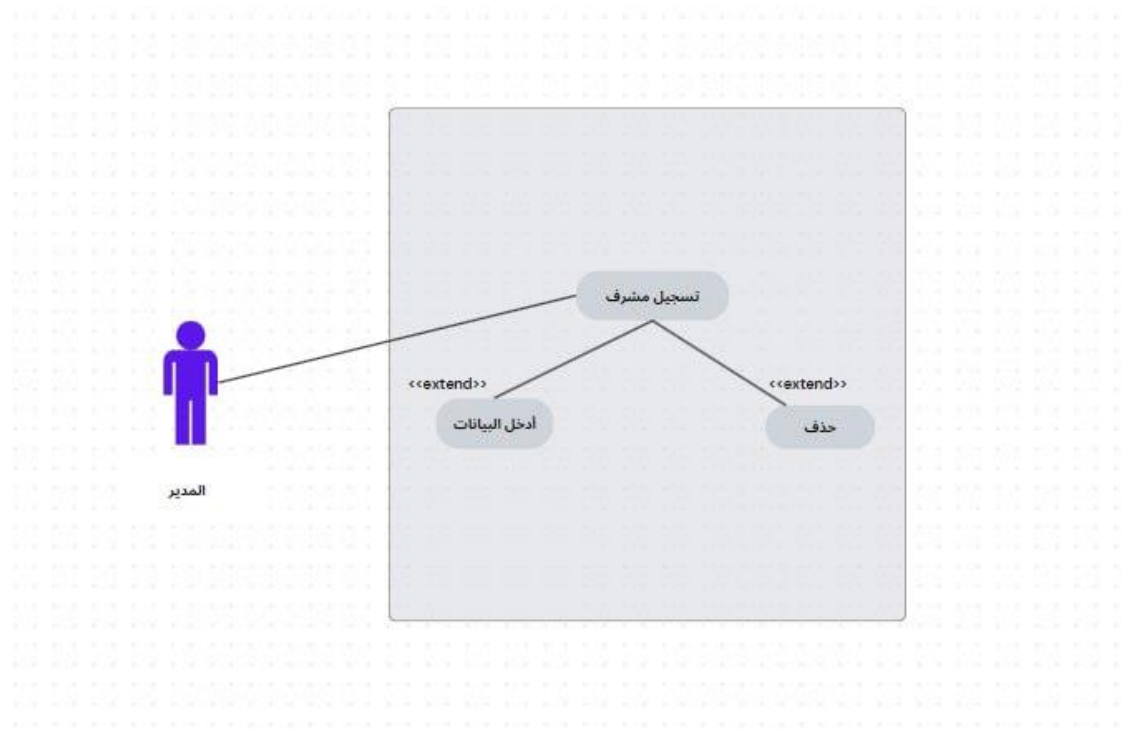 تسجيل مشرف
<<extend>>
<<extend>>
أدخل البيانات
حذف
المدير